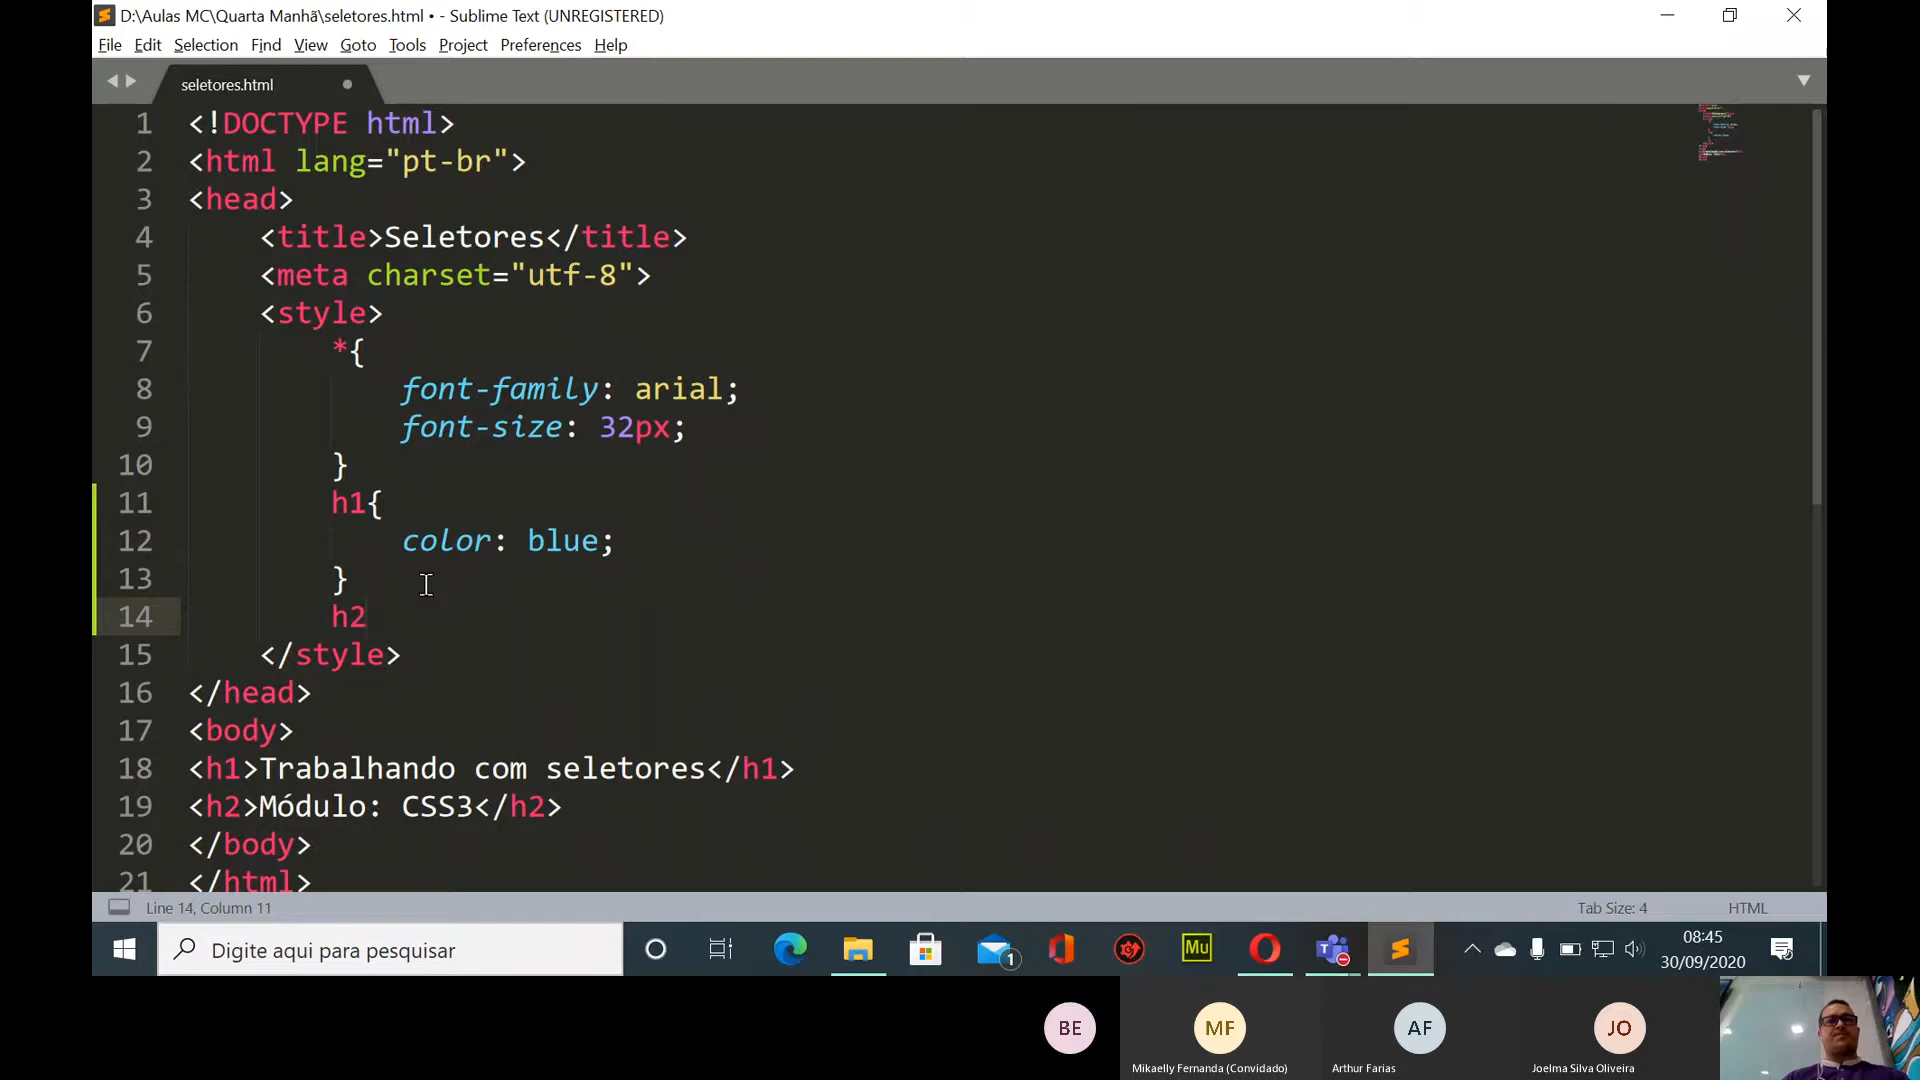 D:\Aulas MC\Quarta Manhã\seletores.html • - Sublime Text (UNREGISTERED)
File Edit Selection Find View Goto Tools Project Preferences Help
seletores.html
1 <!DOCTYPE html>
2 <html lang="pt-br">
3 <head>
4 <title>Seletores</title>
5 <meta charset="utf-8">
6 <style>
7 *{
8 font-family: arial;
9 font-size: 32px;
10 }
11 h1{
12 color: blue;
13 }
14 h2
15 </style>
16 </head>
17 <body>
18 <h1>Trabalhando com seletores</h1>
19 <h2>Módulo: CSS3</h2>
20 </body>
21 </html>
Line 14, Column 11 Tab Size: 4 HTML
Digite aqui para pesquisar
1
Mu
08:45
30/09/2020
BE MF AF JO
Mikaelly Fernanda (Convidado) Arthur Farias Joelma Silva Oliveira